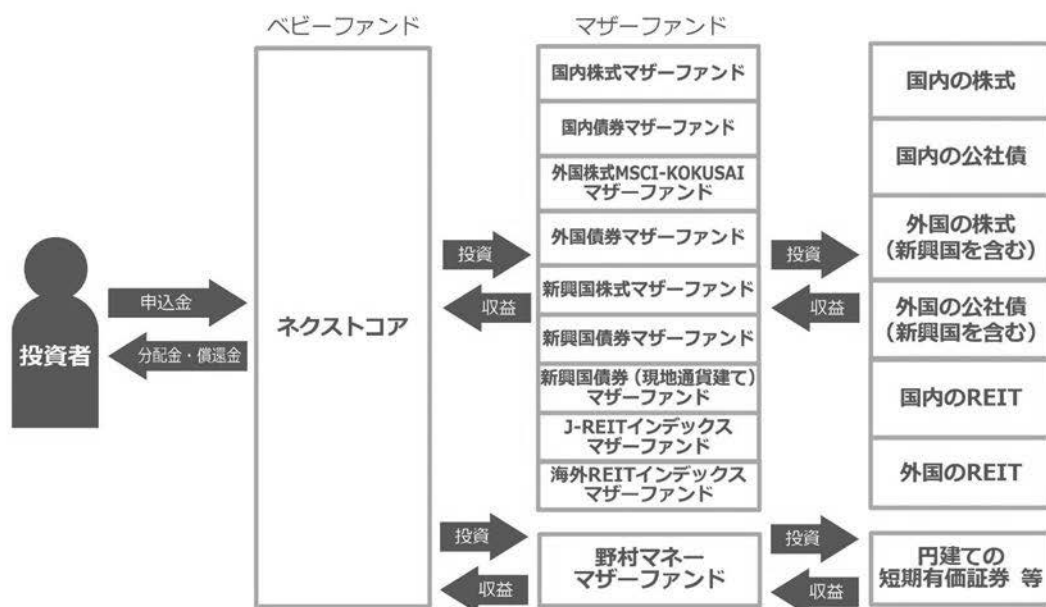 ベビーファンド
マザーファンド
国内株式マザーファンド
国内債券マザーファンド
外国株式MSCI-KOKUSAI
マザーファンド
外国債券マザーファンド
新興国株式マザーファンド
新興国債券マザーファンド
新興国債券（現地通貨建て）
マザーファンド
J-REITインデックス
マザーファンド
海外REITインデックス
マザーファンド
野村マネー
マザーファンド
国内の株式
国内の公社債
外国の株式
（新興国を含む）
外国の公社債
（新興国を含む）
国内のREIT
外国のREIT
円建ての
短期有価証券 等
投資者
申込金
分配金・償還金
ネクストコア
投資
収益
投資
収益
投資
収益
投資
収益